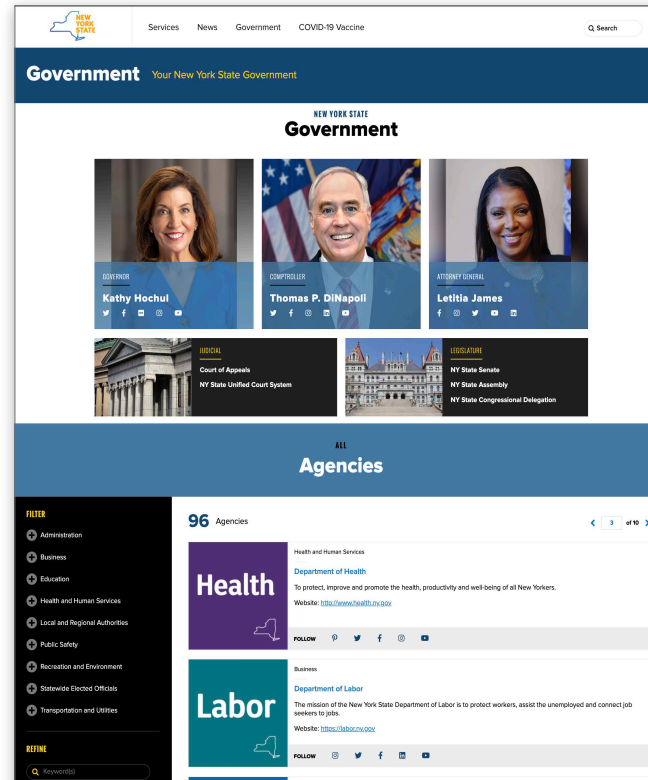 NEW
YORK
STATE
Services News Government COVID-19 Vaccine
Search
Government Your New York State Government
NEW YORK STATE
Government
GOVERNOR
Kathy Hochul
COMPTROLLER
Thomas P. DiNapoli
ATTORNEY GENERAL
Letitia James
JUDICIAL
Court of Appeals
NY State Unified Court System
LEGISLATURE
NY State Senate
NY State Assembly
NY State Congressional Delegation
ALL
Agencies
FILTER
Administration
Business
Education
Health and Human Services
Local and Regional Authorities
Public Safety
Recreation and Environment
Statewide Elected Officials
Transportation and Utilities
REFINE
Keyword(s)
96 Agencies
3 of 10
Health
Health and Human Services
Department of Health
To protect, improve and promote the health, productivity and well-being of all New Yorkers.
Website: http://www.health.ny.gov
FOLLOW
Labor
Business
Department of Labor
The mission of the New York State Department of Labor is to protect workers, assist the unemployed and connect job
seekers to jobs.
Website: https://labor.ny.gov
FOLLOW